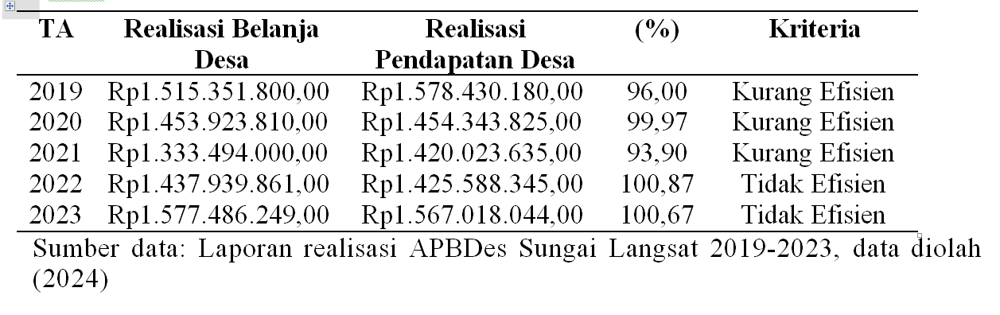 TA Realisasi Belanja Desa Realisasi Pendapatan Desa (%) Kriteria
2019 Rp1.515.351.800,00 Rp1.578.430.180,00 96,00 Kurang Efisien
2020 Rp1.453.923.810,00 Rp1.454.343.825,00 99,97 Kurang Efisien
2021 Rp1.333.494.000,00 Rp1.420.023.635,00 93,90 Kurang Efisien
2022 Rp1.437.939.861,00 Rp1.425.588.345,00 100,87 Tidak Efisien
2023 Rp1.577.486.249,00 Rp1.567.018.044,00 100,67 Tidak Efisien
Sumber data: Laporan realisasi APBDes Sungai Langsat 2019-2023, data diolah
(2024)